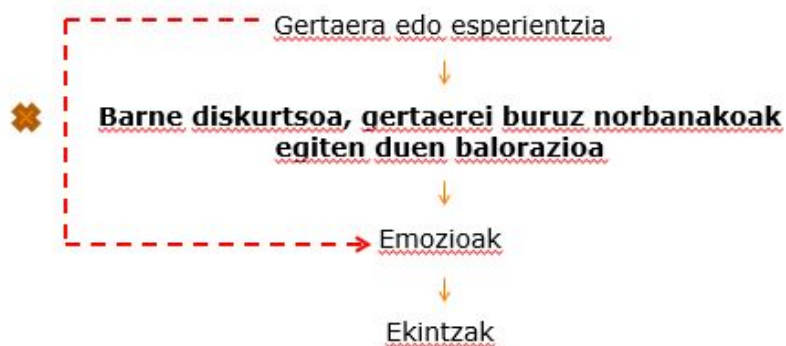 Gertaera edo esperientzia
Barne diskurtsoa, gertaerei buruz norbanakoak
egiten duen balorazioa
Emozioak
Ekintzak